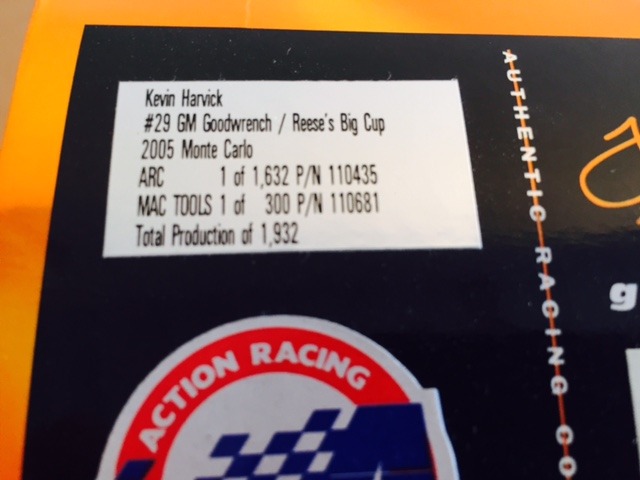 Kevin Harvick
#29 GM Goodwrench / Reese's Big Cup
2005 Monte Carlo
ARC 1 of 1,632 P/N 110435
MAC TOOLS 1 of 300 P/N 110681
Total Production of 1,932
AUTHENTIC RACING CO
g
ACTION RACING